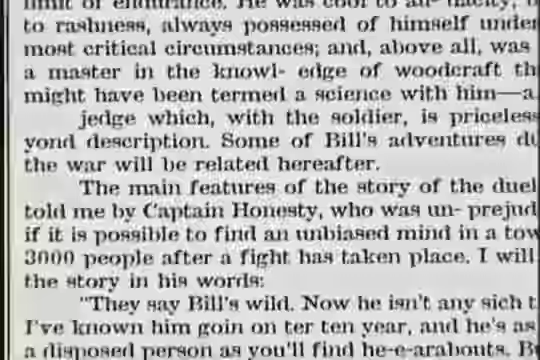 to rashness, always possessed of himself under
most critical circumstances; and, above all, was
a master in the knowl- edge of woodcraft th
might have been termed a science with him—a
jedge which, with the soldier, is priceless
yond description. Some of Bill's adventures du
the war will be related hereafter.
The main features of the story of the duel
told me by Captain Honesty, who was un- prejud
if it is possible to find an unbiased mind in a tow
3000 people after a fight has taken place. I will
the story in his words:
"They say Bill's wild. Now he isn't any sich t
I've known him goin on ter ten year, and he's as
a disposed person as you'll find he-e-arabouts. B